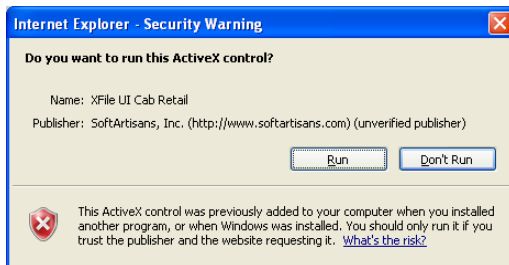 Internet Explorer - Security Warning
Do you want to run this ActiveX control?
Name: XFile UI Cab Retail
Publisher: SoftArtisans, Inc. (http://www.softartisans.com) (unverified publisher)
Run Don't Run
This ActiveX control was previously added to your computer when you installed
another program, or when Windows was installed. You should only run it if you
trust the publisher and the website requesting it. What's the risk?